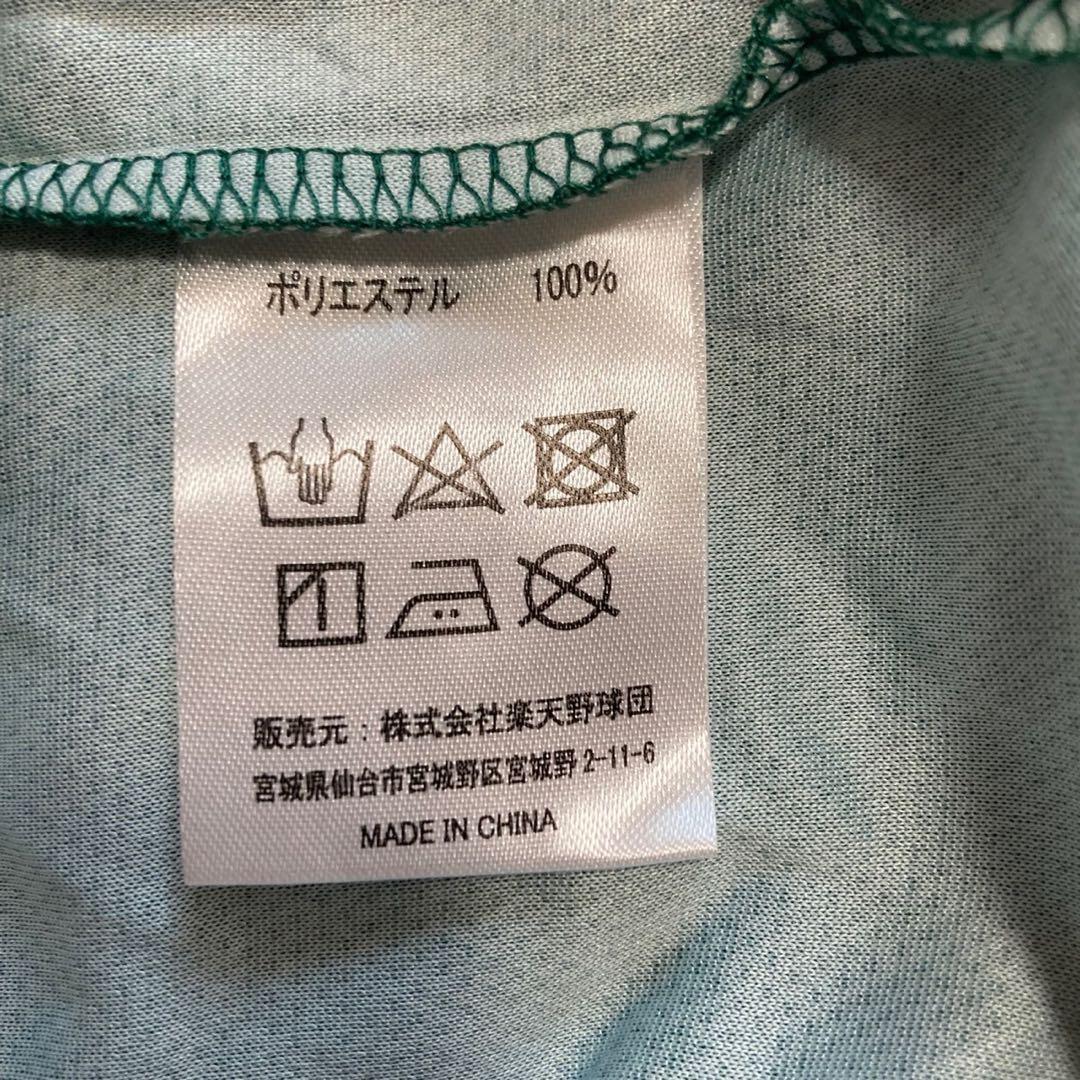 ポリエステル 100%
販売元：株式会社楽天野球団
宮城県仙台市宮城野区宮城野2-11-6
MADE IN CHINA